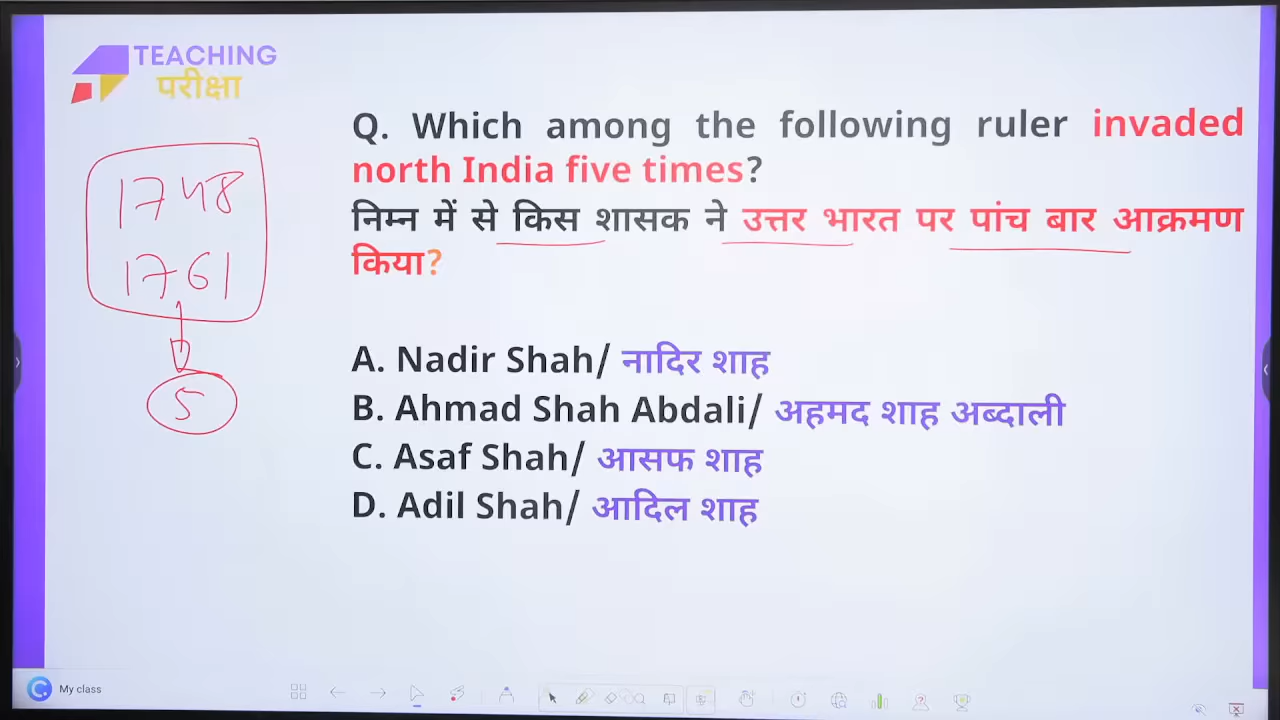 TEACHING
परीक्षा
Q. Which among the following ruler invaded
north India five times?
निम्न में से किस शासक ने उत्तर भारत पर पांच बार आक्रमण
किया?
1748
1761
5
A. Nadir Shah/ नादिर शाह
B. Ahmad Shah Abdali/ अहमद शाह अब्दाली
C. Asaf Shah/ आसफ शाह
D. Adil Shah/ आदिल शाह
My class